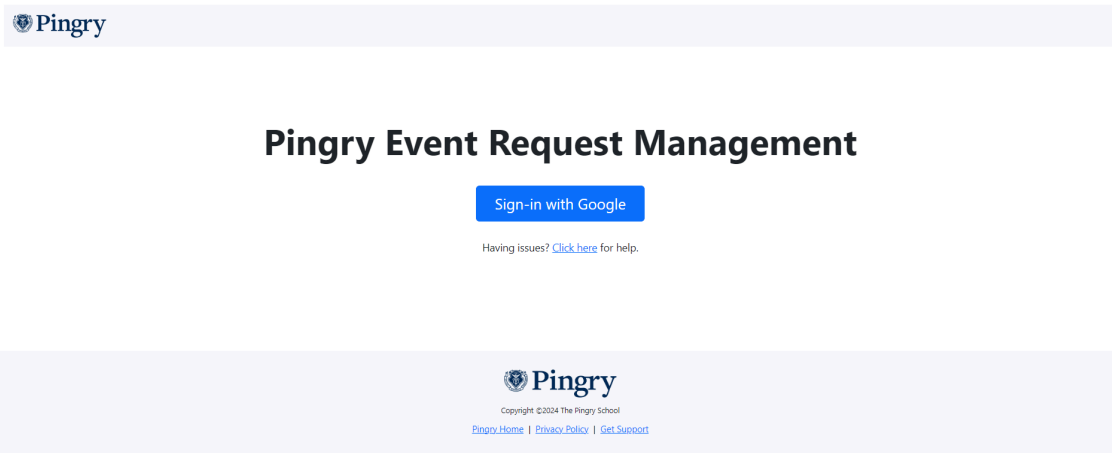 Pingry
Pingry Event Request Management
Sign-in with Google
Having issues? Click here for help.
Pingry
Copyright ©2024 The Pingry School
Pingry Home | Privacy Policy | Get Support